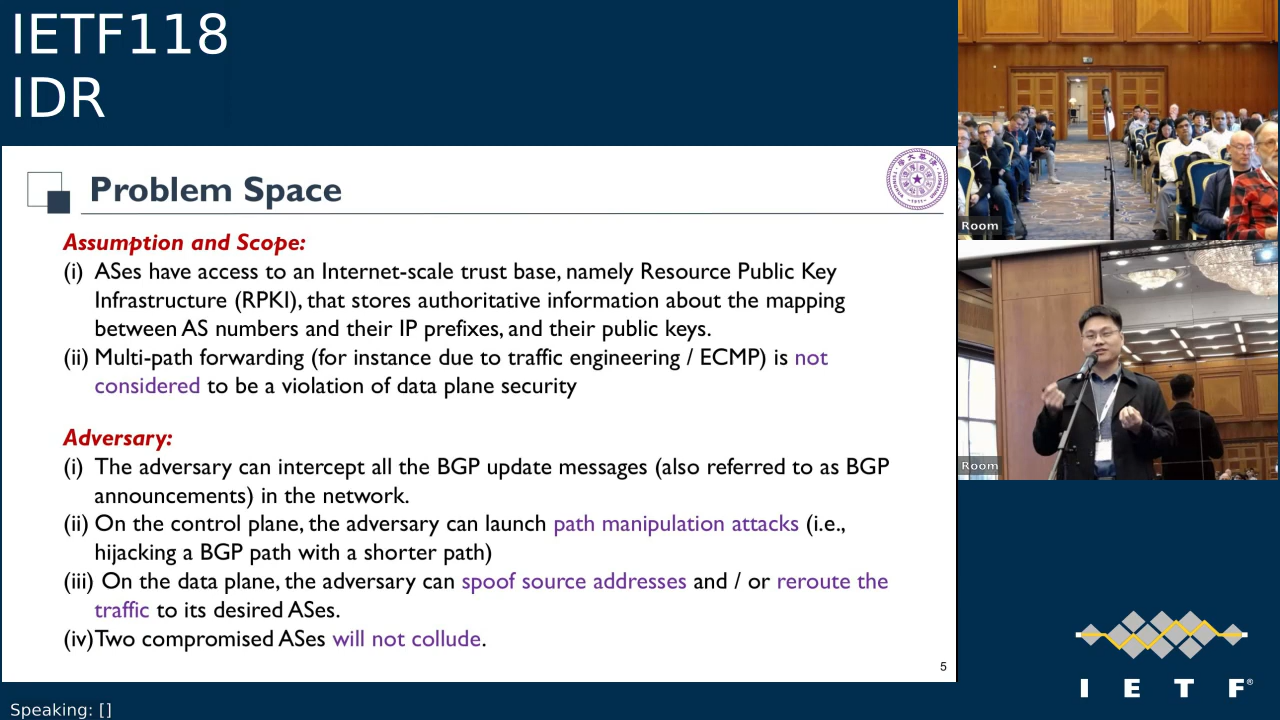 IETF118
IDR
Problem Space
Assumption and Scope:
(i) ASes have access to an Internet-scale trust base, namely Resource Public Key
Infrastructure (RPKI), that stores authoritative information about the mapping
between AS numbers and their IP prefixes, and their public keys.
(ii) Multi-path forwarding (for instance due to traffic engineering / ECMP) is not
considered to be a violation of data plane security
Adversary:
(i) The adversary can intercept all the BGP update messages (also referred to as BGP
announcements) in the network.
(ii) On the control plane, the adversary can launch path manipulation attacks (i.e.,
hijacking a BGP path with a shorter path)
(iii) On the data plane, the adversary can spoof source addresses and / or reroute the
traffic to its desired ASes.
(iv)Two compromised ASes will not collude.
5
Room
Room
I E T F®
Speaking: []